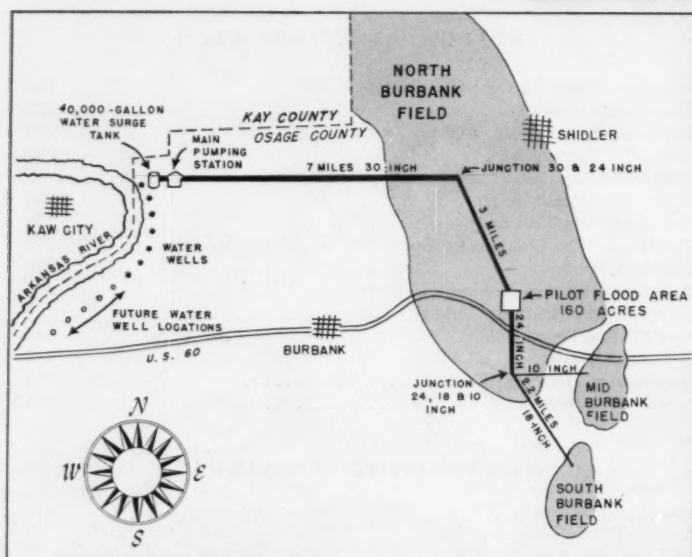 NORTH
BURBANK
FIELD
40,000-GALLON
WATER SURGE
TANK
KAY COUNTY
OSAGE COUNTY
MAIN
PUMPING
STATION
SHIDLER
7 MILES 30-INCH
JUNCTION 30 & 24 INCH
KAW CITY
ARKANSAS RIVER
WATER
WELLS
3 MILES
PILOT FLOOD AREA
160 ACRES
FUTURE WATER
WELL LOCATIONS
24 INCH
U.S. 60
BURBANK
10 INCH
JUNCTION
24, 18 & 10
INCH
2.2 MILES
18-INCH
MID
BURBANK
FIELD
N
W
E
S
SOUTH
BURBANK
FIELD